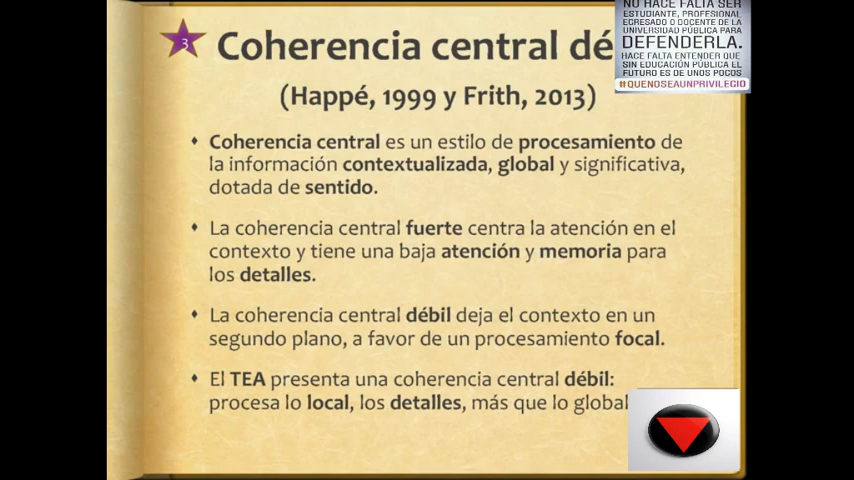 NO HACE FALTA SER
ESTUDIANTE, PROFESIONAL
EGRESADO O DOCENTE DE LA
UNIVERSIDAD PÚBLICA PARA
DEFENDERLA.
HACE FALTA ENTENDER QUE
SIN EDUCACIÓN PÚBLICA EL
FUTURO ES DE UNOS POCOS
#QUENOSEAUNPRIVILEGIO
3
Coherencia central dé
(Happé, 1999 y Frith, 2013)
Coherencia central es un estilo de procesamiento de
la información contextualizada, global y significativa,
dotada de sentido.
La coherencia central fuerte centra la atención en el
contexto y tiene una baja atención y memoria para
los detalles.
La coherencia central débil deja el contexto en un
segundo plano, a favor de un procesamiento focal.
El TEA presenta una coherencia central débil:
procesa lo local, los detalles, más que lo global